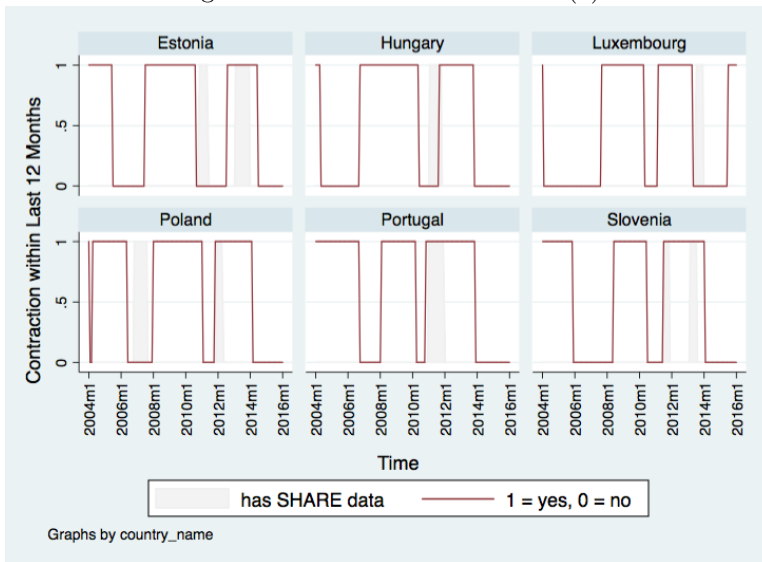 Estonia Hungary Luxembourg
Contraction within Last 12 Months
1
.5
0
Poland Portugal Slovenia
1
.5
0
2004m1 2006m1 2008m1 2010m1 2012m1 2014m1 2016m1 2004m1 2006m1 2008m1 2010m1 2012m1 2014m1 2016m1 2004m1 2006m1 2008m1 2010m1 2012m1 2014m1 2016m1
Time
has SHARE data 1 = yes, 0 = no
Graphs by country_name